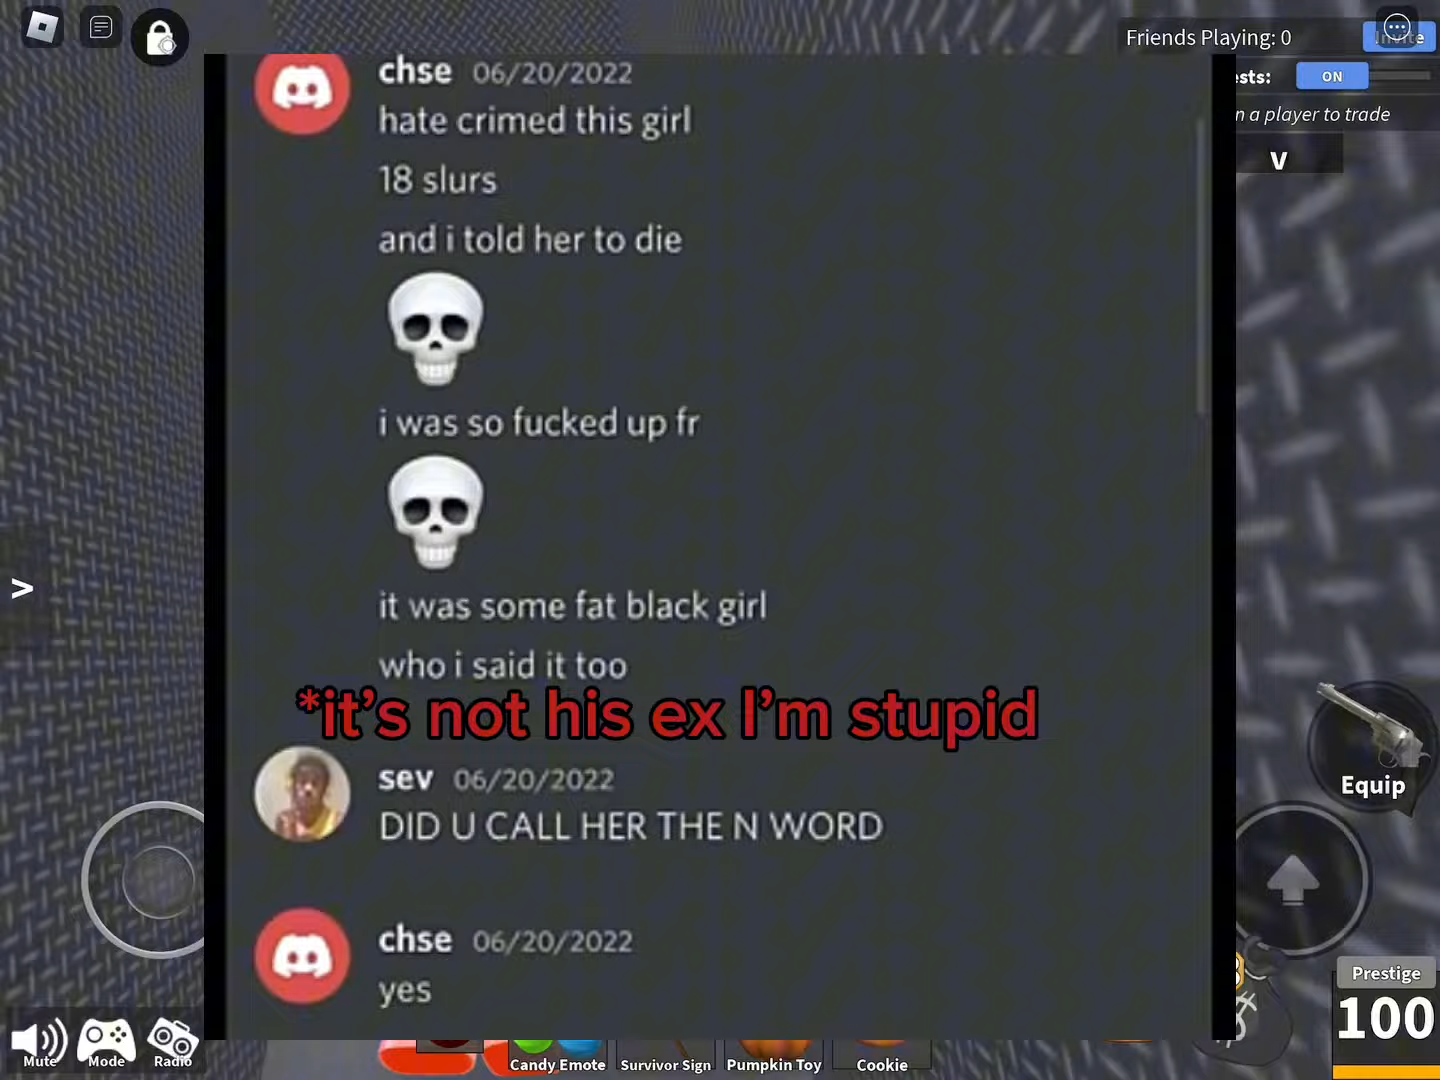 Friends Playing: 0
Invite
ests:
ON
n a player to trade
v
chse 06/20/2022
hate crimed this girl
18 slurs
and i told her to die
i was so fucked up fr
it was some fat black girl
who i said it too
*it's not his ex I'm stupid
sev 06/20/2022
DID U CALL HER THE N WORD
chse 06/20/2022
yes
>
Equip
Prestige
100
Mute
Mode
Radio
Candy Emote
Survivor Sign
Pumpkin Toy
Cookie